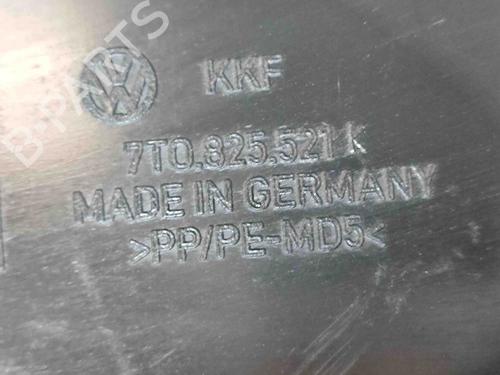 B-PARTS
KKF
7T0.825.521 K
MADE IN GERMANY
>PP/PE-MD5<